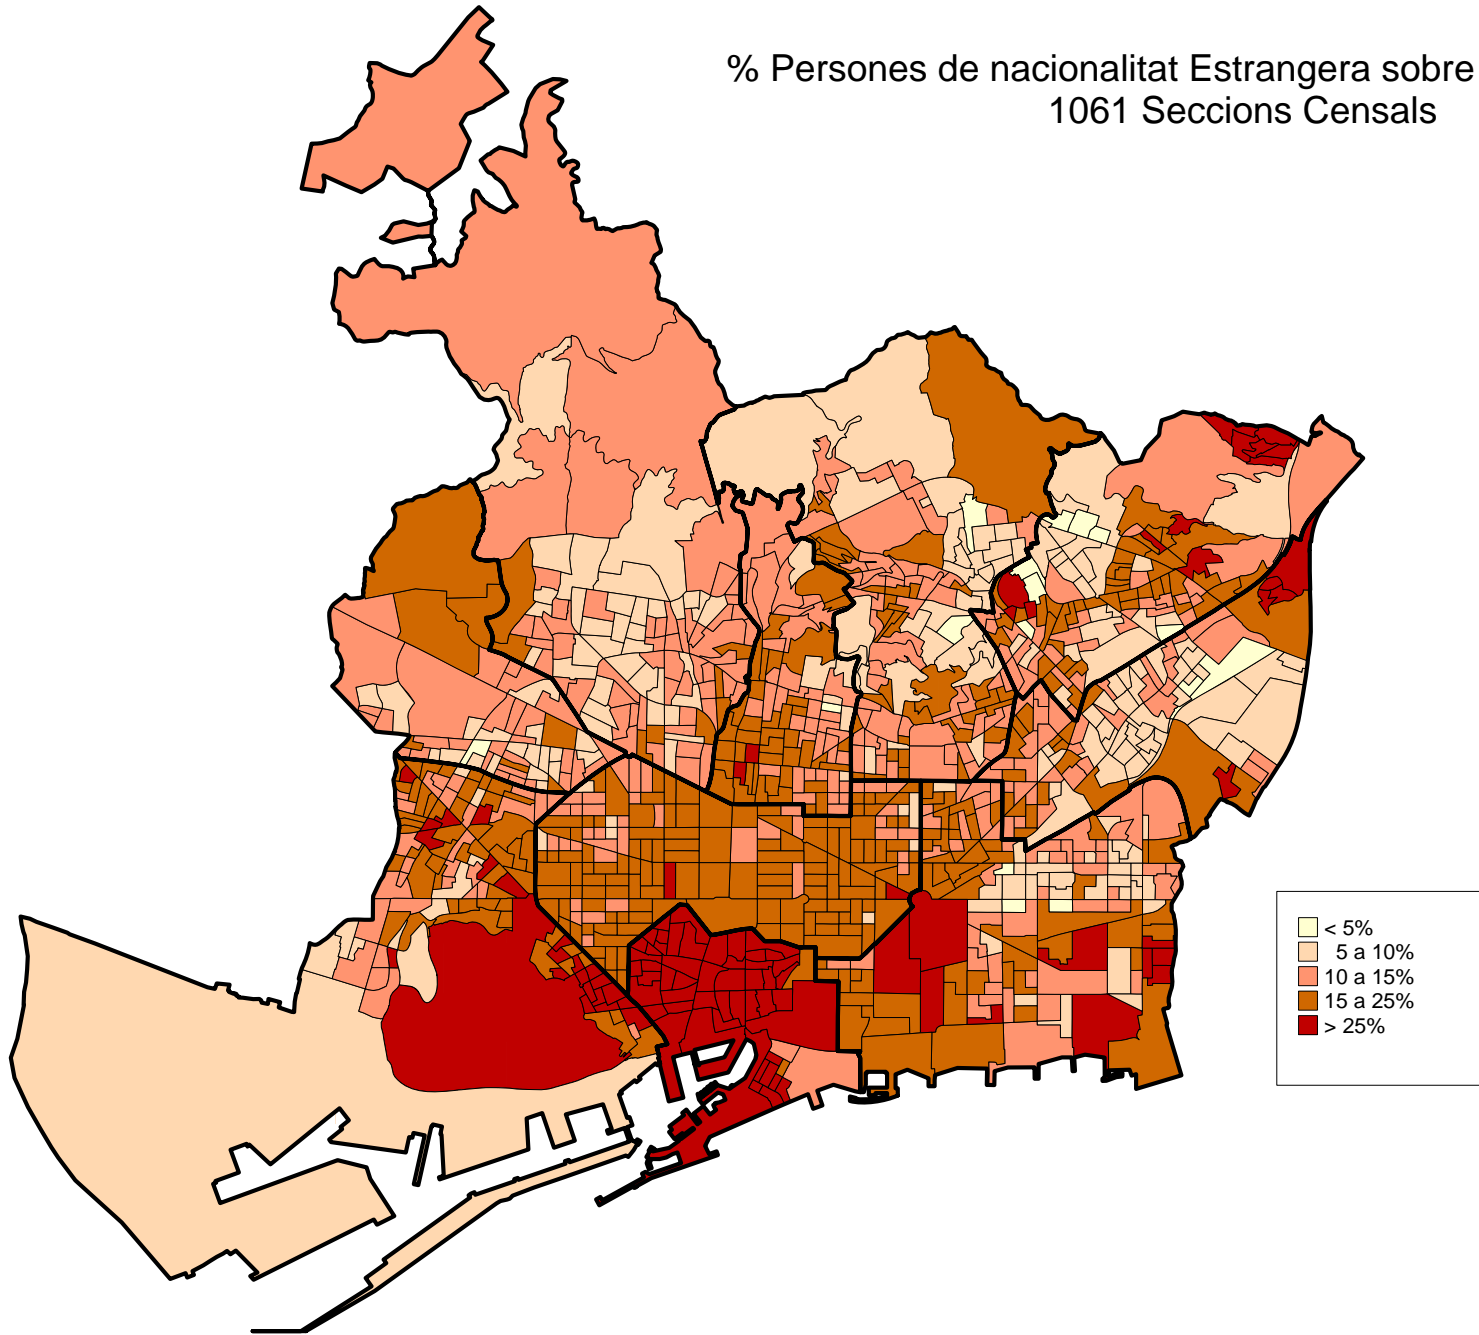 % Persones de nacionalitat Estrangera sobre
1061 Seccions Censals
< 5%
5 a 10%
10 a 15%
15 a 25%
> 25%